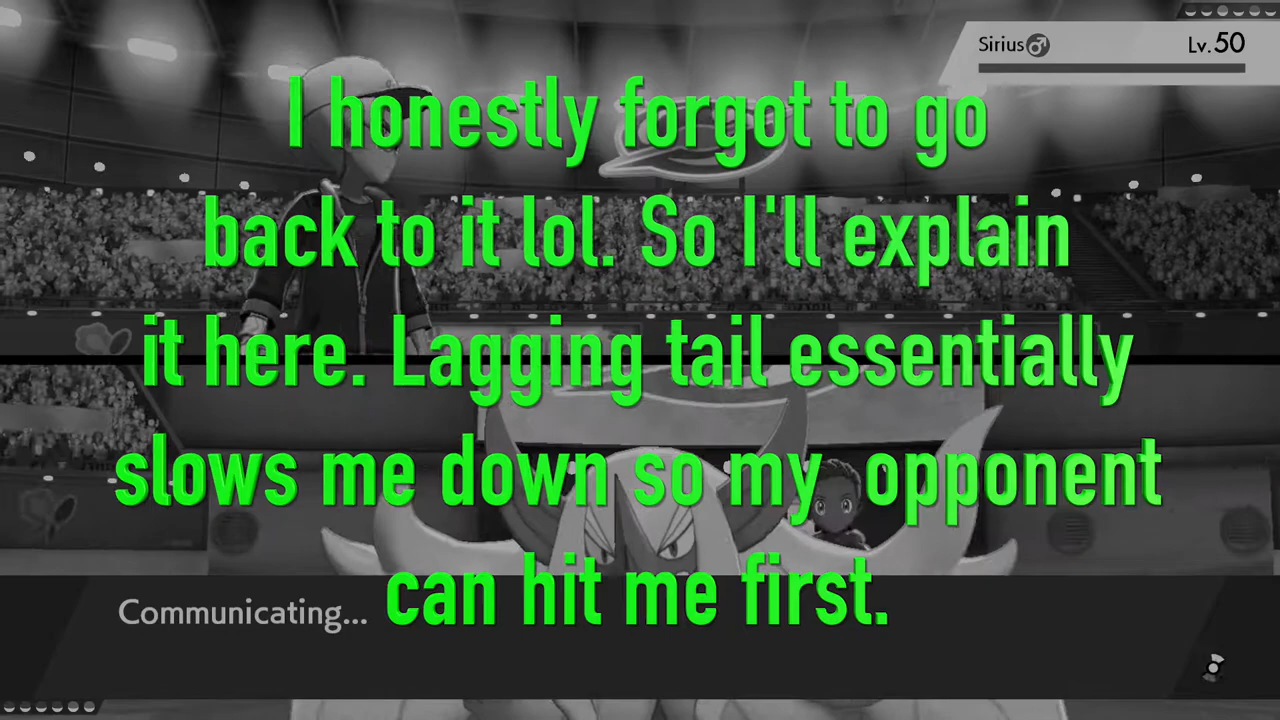 Sirius♂ Lv.50
I honestly forgot to go
back to it lol. So I'll explain
it here. Lagging tail essentially
slows me down so my opponent
can hit me first.
Communicating...